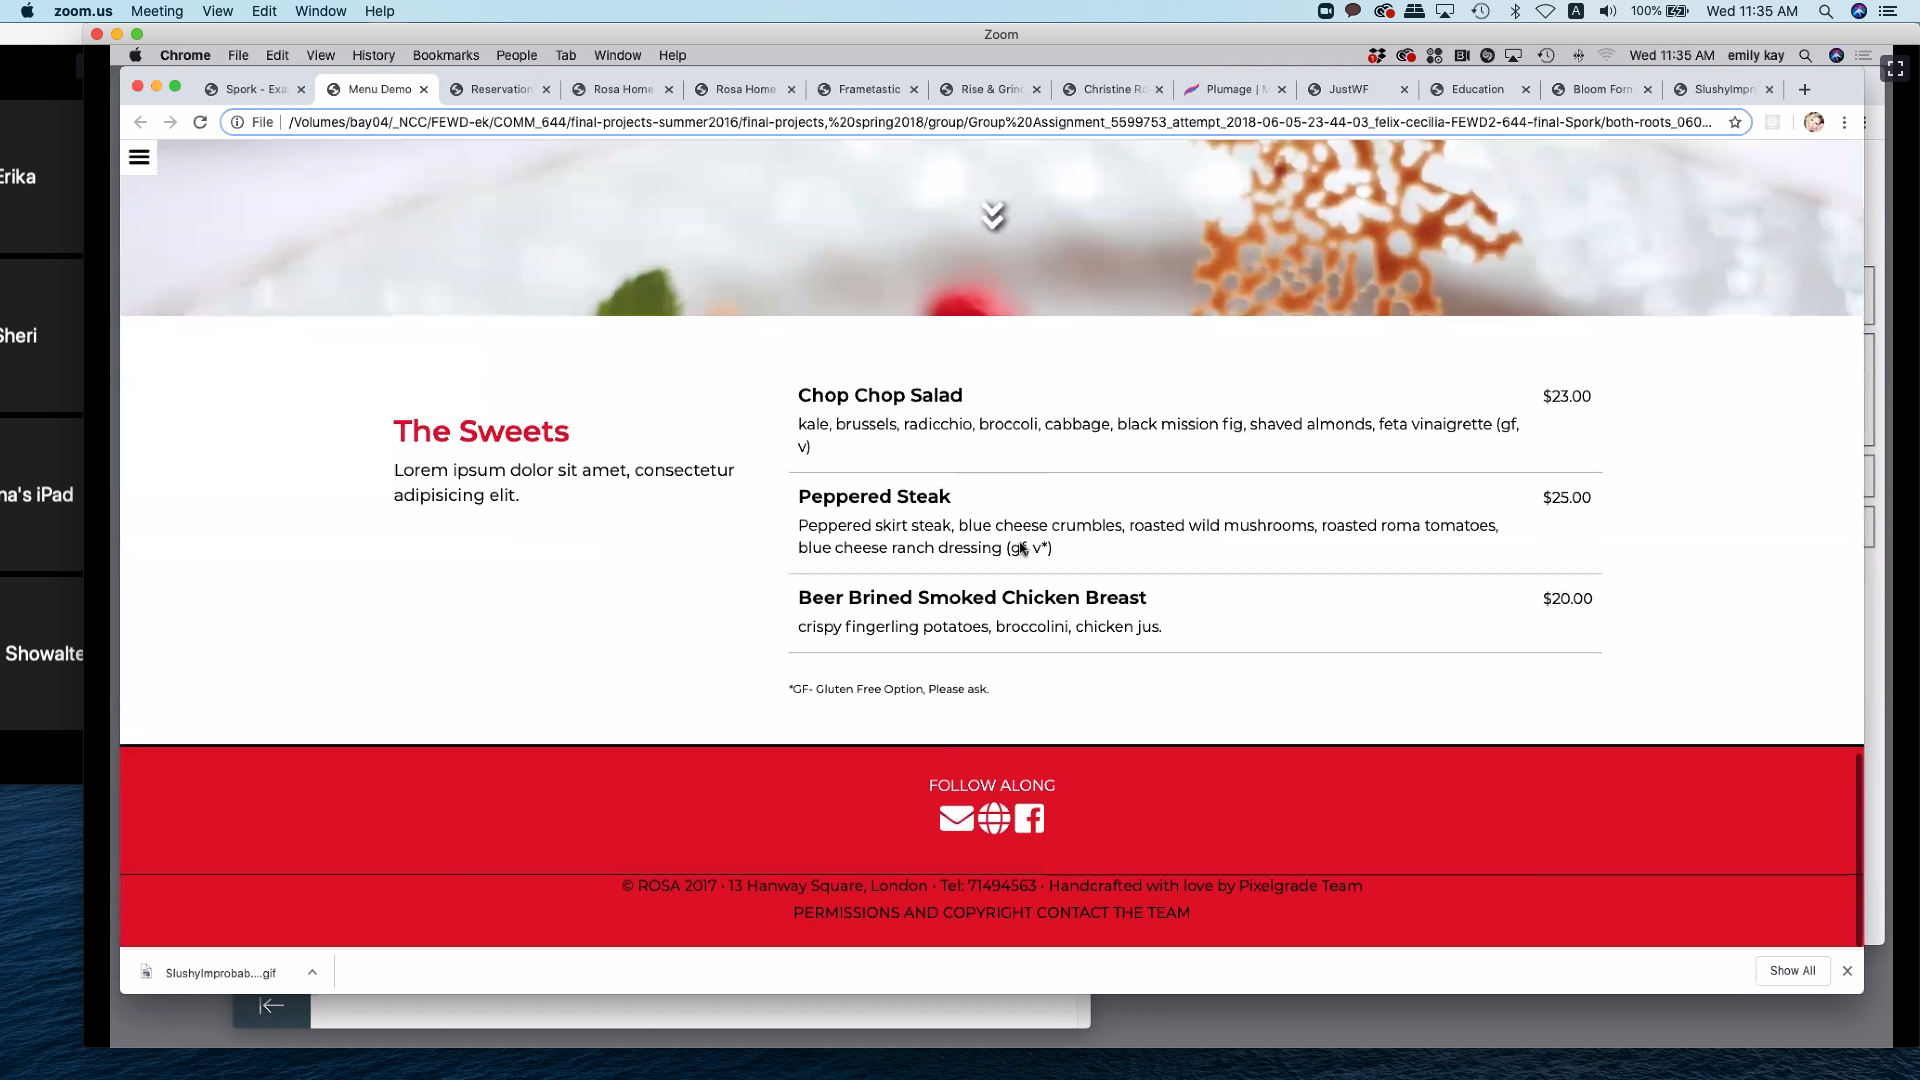 zoom.us Meeting View Edit Window Help 100% Wed 11:35 AM
Zoom
Chrome File Edit View History Bookmarks People Tab Window Help Wed 11:35 AM emily kay
Spork - Exa Menu Demo Reservation Rosa Home Rosa Home Frametastic Rise & Grin Christine R Plumage | JustWF Education Bloom Forn SlushyImpr
File /Volumes/bay04/_NCC/FEWD-ek/COMM_644/final-projects-summer2016/final-projects,%20spring2018/group/Group%20Assignment_5599753_attempt_2018-06-05-23-44-03_felix-cecilia-FEWD2-644-final-Spork/both-roots_060...
Erika
Sheri
na's iPad
Showalte
The Sweets
Lorem ipsum dolor sit amet, consectetur
adipisicing elit.
Chop Chop Salad $23.00
kale, brussels, radicchio, broccoli, cabbage, black mission fig, shaved almonds, feta vinaigrette (gf,
v)
Peppered Steak $25.00
Peppered skirt steak, blue cheese crumbles, roasted wild mushrooms, roasted roma tomatoes,
blue cheese ranch dressing (gf, v*)
Beer Brined Smoked Chicken Breast $20.00
crispy fingerling potatoes, broccolini, chicken jus.
*GF- Gluten Free Option, Please ask.
FOLLOW ALONG
© ROSA 2017 · 13 Hanway Square, London · Tel: 71494563 · Handcrafted with love by Pixelgrade Team
PERMISSIONS AND COPYRIGHT CONTACT THE TEAM
SlushyImprobab....gif Show All